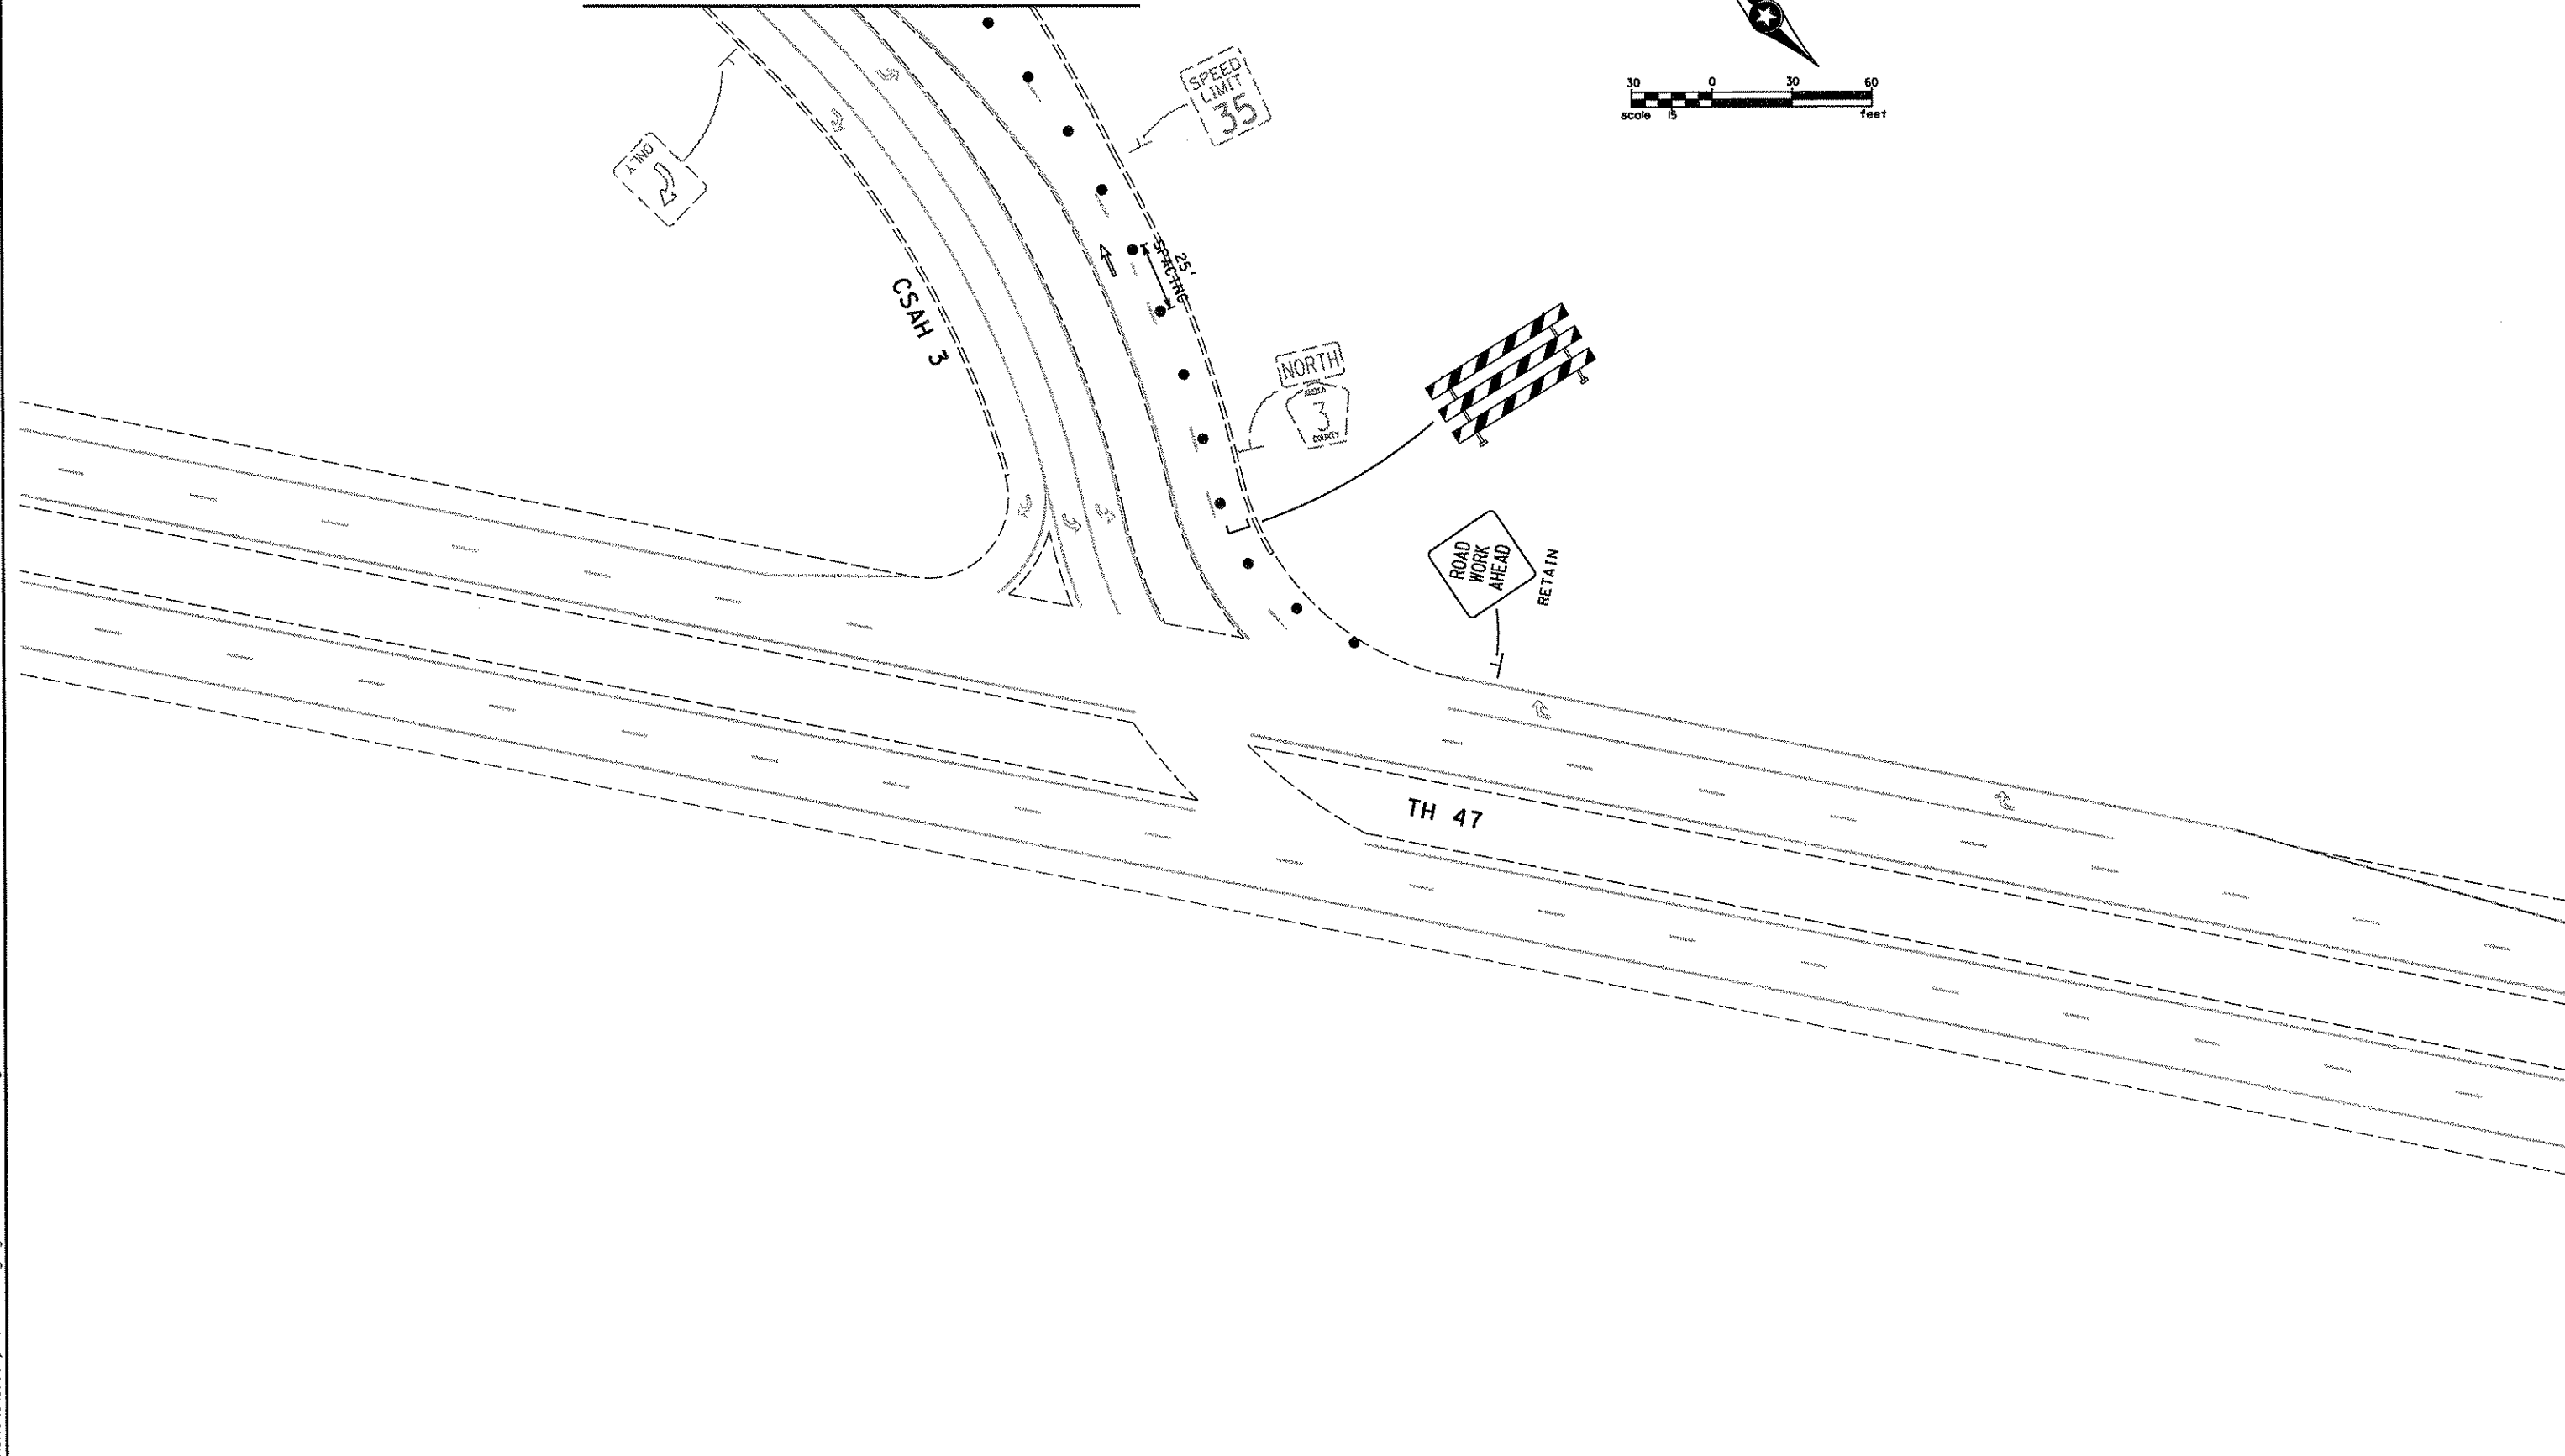 30 0 30 60
scale 15 feet
SPEED
LIMIT
35
ONLY
25'
SPACING
CSAH 3
NORTH
ANOKA
3
COUNTY
ROAD
WORK
AHEAD
RETAIN
TH 47